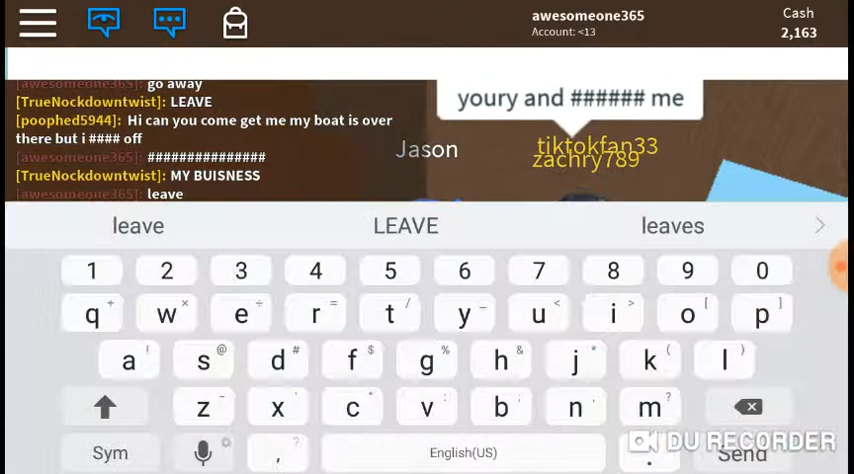 awesomeone365
Account: <13
Cash
2,163
[awesomeone365]: go away
[TrueNockdowntwist]: LEAVE
[poophed5944]: Hi can you come get me my boat is over
there but i #### off
[awesomeone365]: ###############
[TrueNockdowntwist]: MY BUISNESS
[awesomeone365]: leave
youry and ###### me
Jason
tiktokfan33
zachry789
leave LEAVE leaves >
1 2 3 4 5 6 7 8 9 0
q + w × e ÷ r = t / y _ u < i > o [ p ]
a ! s @ d # f $ g % h & j * k ( l )
z - x ' c " v : b ; n , m ?
Sym , ? English(US) . Send
DU RECORDER